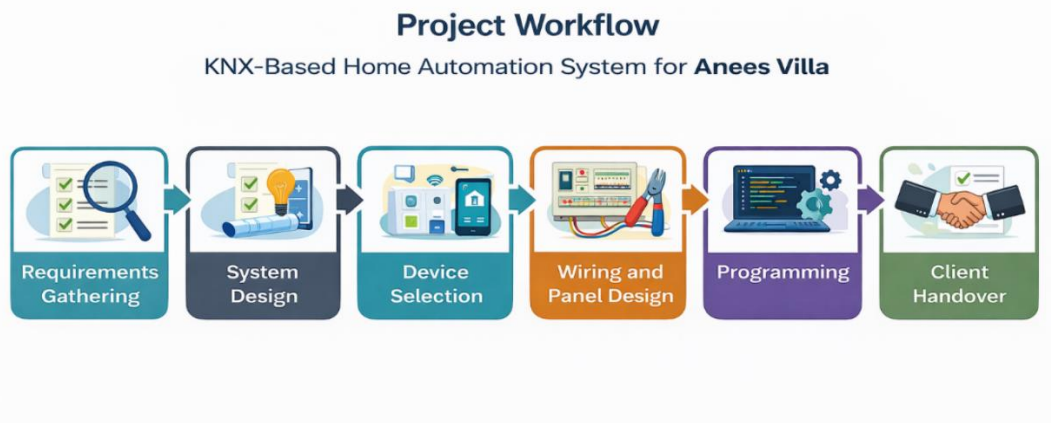 Project Workflow
KNX-Based Home Automation System for Anees Villa
Requirements
Gathering
System
Design
Device
Selection
Wiring and
Panel Design
Programming
Client
Handover